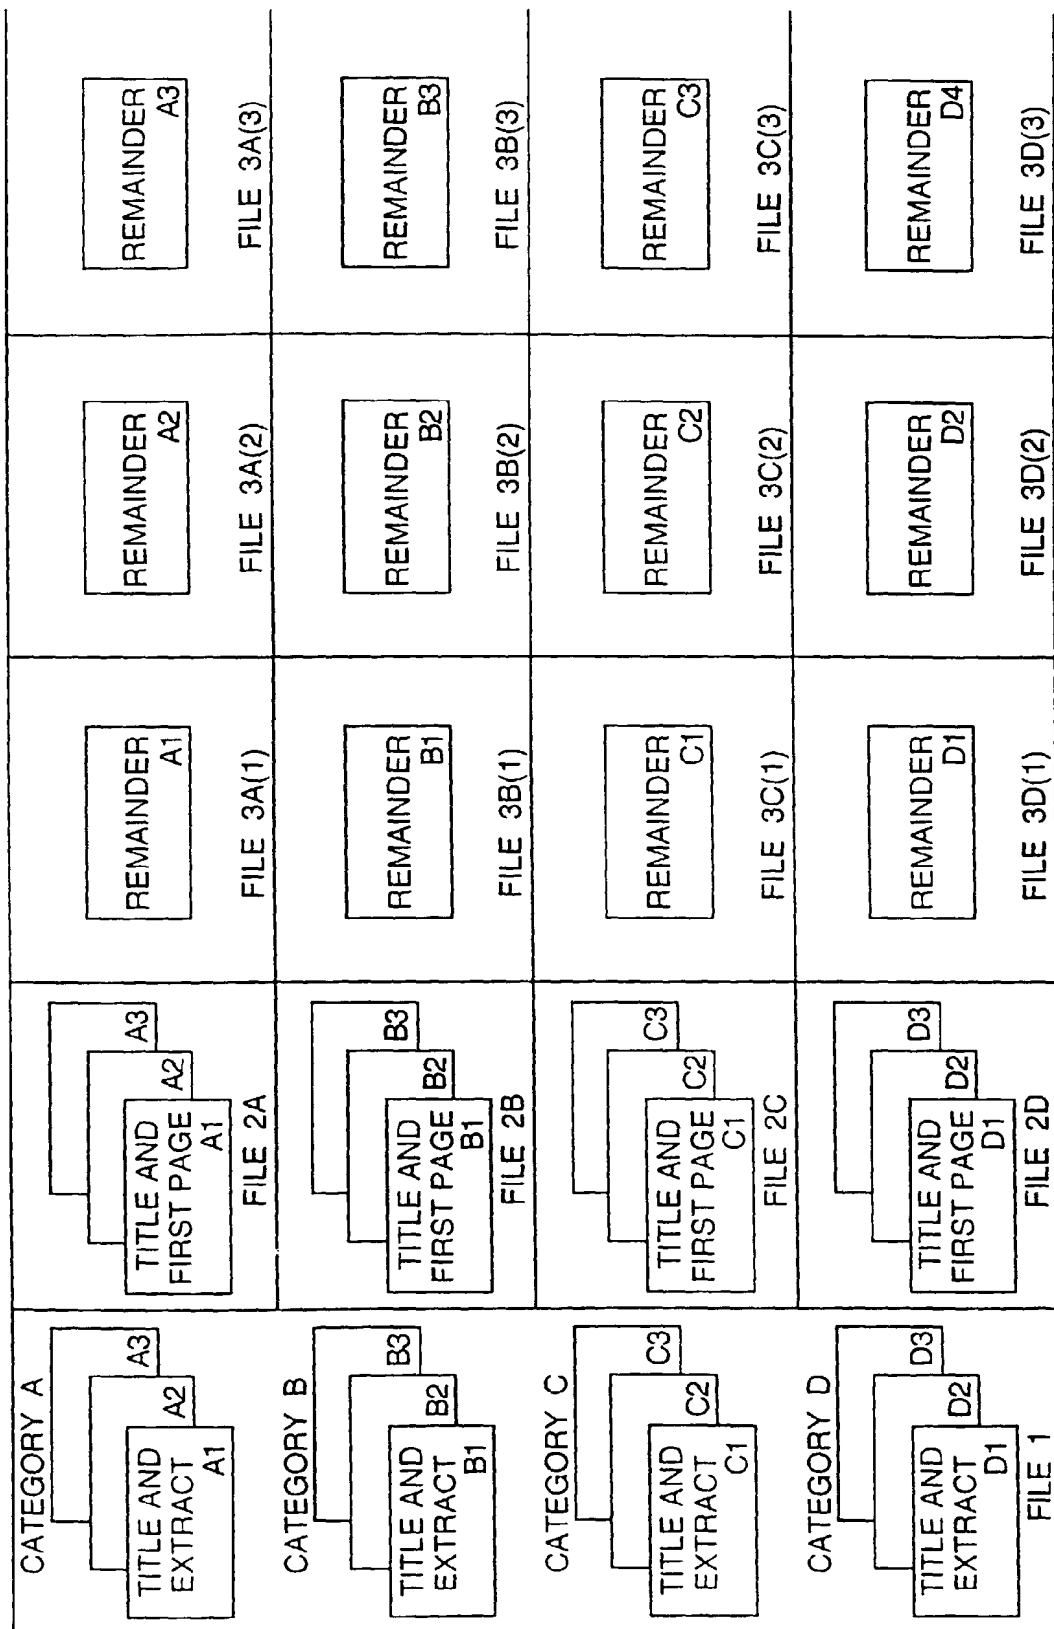 CATEGORY A
TITLE AND
EXTRACT
A1
A2
A3
TITLE AND
FIRST PAGE
A1
A2
A3
FILE 2A
REMAINDER
A1
FILE 3A(1)
REMAINDER
A2
FILE 3A(2)
REMAINDER
A3
FILE 3A(3)
CATEGORY B
TITLE AND
EXTRACT
B1
B2
B3
TITLE AND
FIRST PAGE
B1
B2
B3
FILE 2B
REMAINDER
B1
FILE 3B(1)
REMAINDER
B2
FILE 3B(2)
REMAINDER
B3
FILE 3B(3)
CATEGORY C
TITLE AND
EXTRACT
C1
C2
C3
TITLE AND
FIRST PAGE
C1
C2
C3
FILE 2C
REMAINDER
C1
FILE 3C(1)
REMAINDER
C2
FILE 3C(2)
REMAINDER
C3
FILE 3C(3)
CATEGORY D
TITLE AND
EXTRACT
D1
D2
D3
FILE 1
TITLE AND
FIRST PAGE
D1
D2
D3
FILE 2D
REMAINDER
D1
FILE 3D(1)
REMAINDER
D2
FILE 3D(2)
REMAINDER
D4
FILE 3D(3)